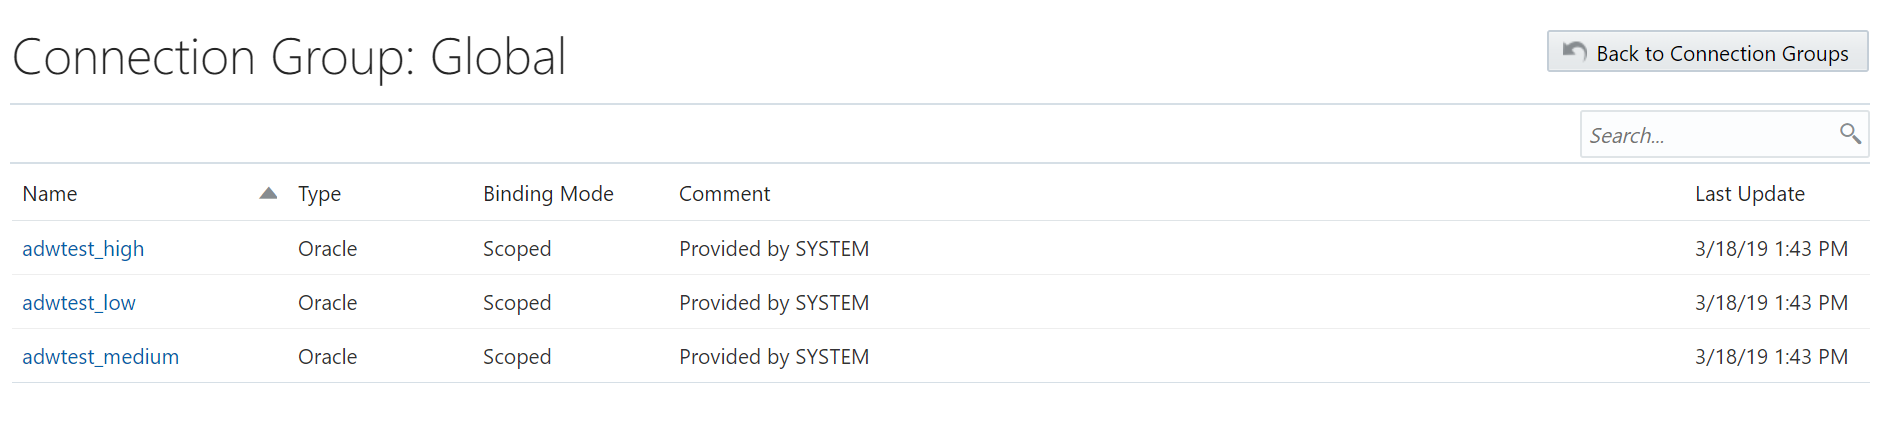 Connection Group: Global
Back to Connection Groups
Search...
Name Type Binding Mode Comment Last Update
adwtest_high Oracle Scoped Provided by SYSTEM 3/18/19 1:43 PM
adwtest_low Oracle Scoped Provided by SYSTEM 3/18/19 1:43 PM
adwtest_medium Oracle Scoped Provided by SYSTEM 3/18/19 1:43 PM